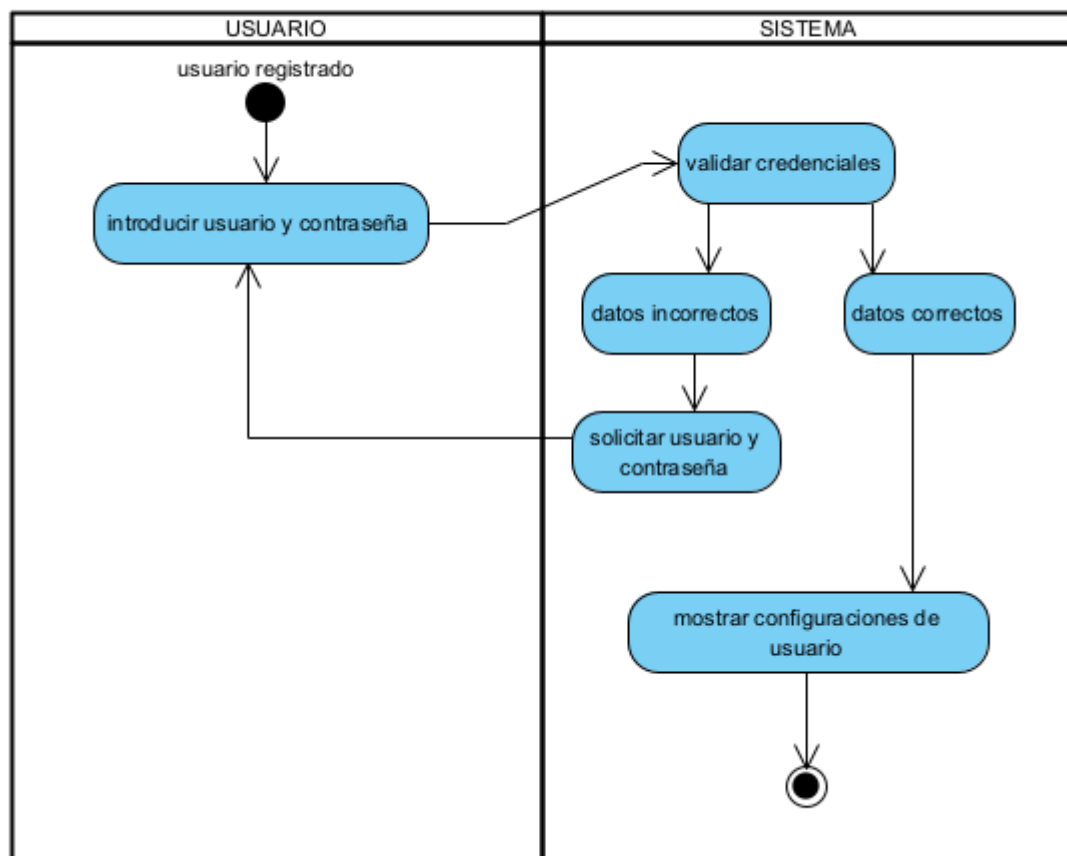 USUARIO
SISTEMA
usuario registrado
validar credenciales
introducir usuario y contraseña
datos incorrectos
datos correctos
solicitar usuario y
contraseña
mostrar configuraciones de
usuario